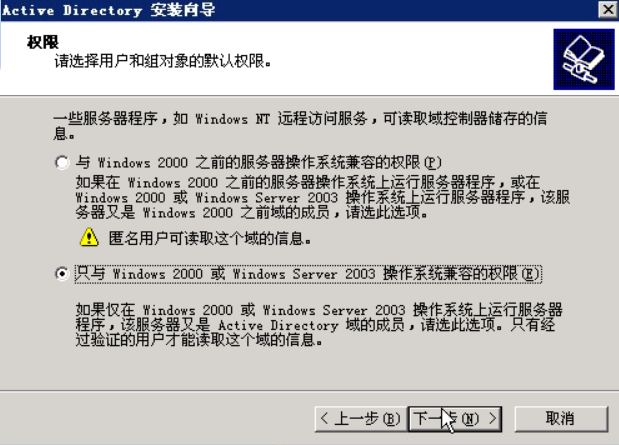 Active Directory 安装向导
权限
请选择用户和组对象的默认权限。
一些服务器程序，如 Windows NT 远程访问服务，可读取域控制器储存的信
息。
与 Windows 2000 之前的服务器操作系统兼容的权限(P)
如果在 Windows 2000 之前的服务器操作系统上运行服务器程序，或在
Windows 2000 或 Windows Server 2003 操作系统上运行服务器程序，该服
务器又是 Windows 2000 之前域的成员，请选此选项。
匿名用户可读取这个域的信息。
只与 Windows 2000 或 Windows Server 2003 操作系统兼容的权限(E)
如果仅在 Windows 2000 或 Windows Server 2003 操作系统上运行服务器
程序，该服务器又是 Active Directory 域的成员，请选此选项。只有经
过验证的用户才能读取这个域的信息。
< 上一步(B) 下一步(N) > 取消